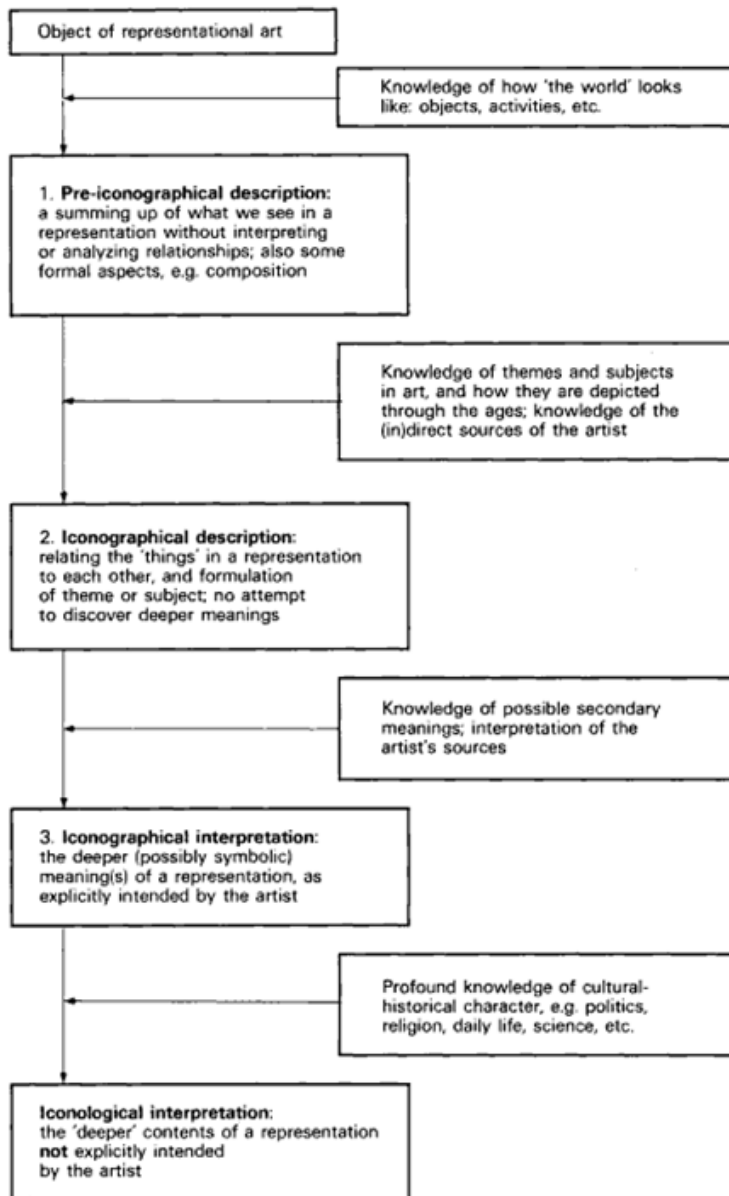 Object of representational art
Knowledge of how 'the world' looks
like: objects, activities, etc.
1. Pre-iconographical description:
a summing up of what we see in a
representation without interpreting
or analyzing relationships; also some
formal aspects, e.g. composition
Knowledge of themes and subjects
in art, and how they are depicted
through the ages; knowledge of the
(in)direct sources of the artist
2. Iconographical description:
relating the 'things' in a representation
to each other, and formulation
of theme or subject; no attempt
to discover deeper meanings
Knowledge of possible secondary
meanings; interpretation of the
artist's sources
3. Iconographical interpretation:
the deeper (possibly symbolic)
meaning(s) of a representation, as
explicitly intended by the artist
Profound knowledge of cultural-
historical character, e.g. politics,
religion, daily life, science, etc.
Iconological interpretation:
the 'deeper' contents of a representation
not explicitly intended
by the artist